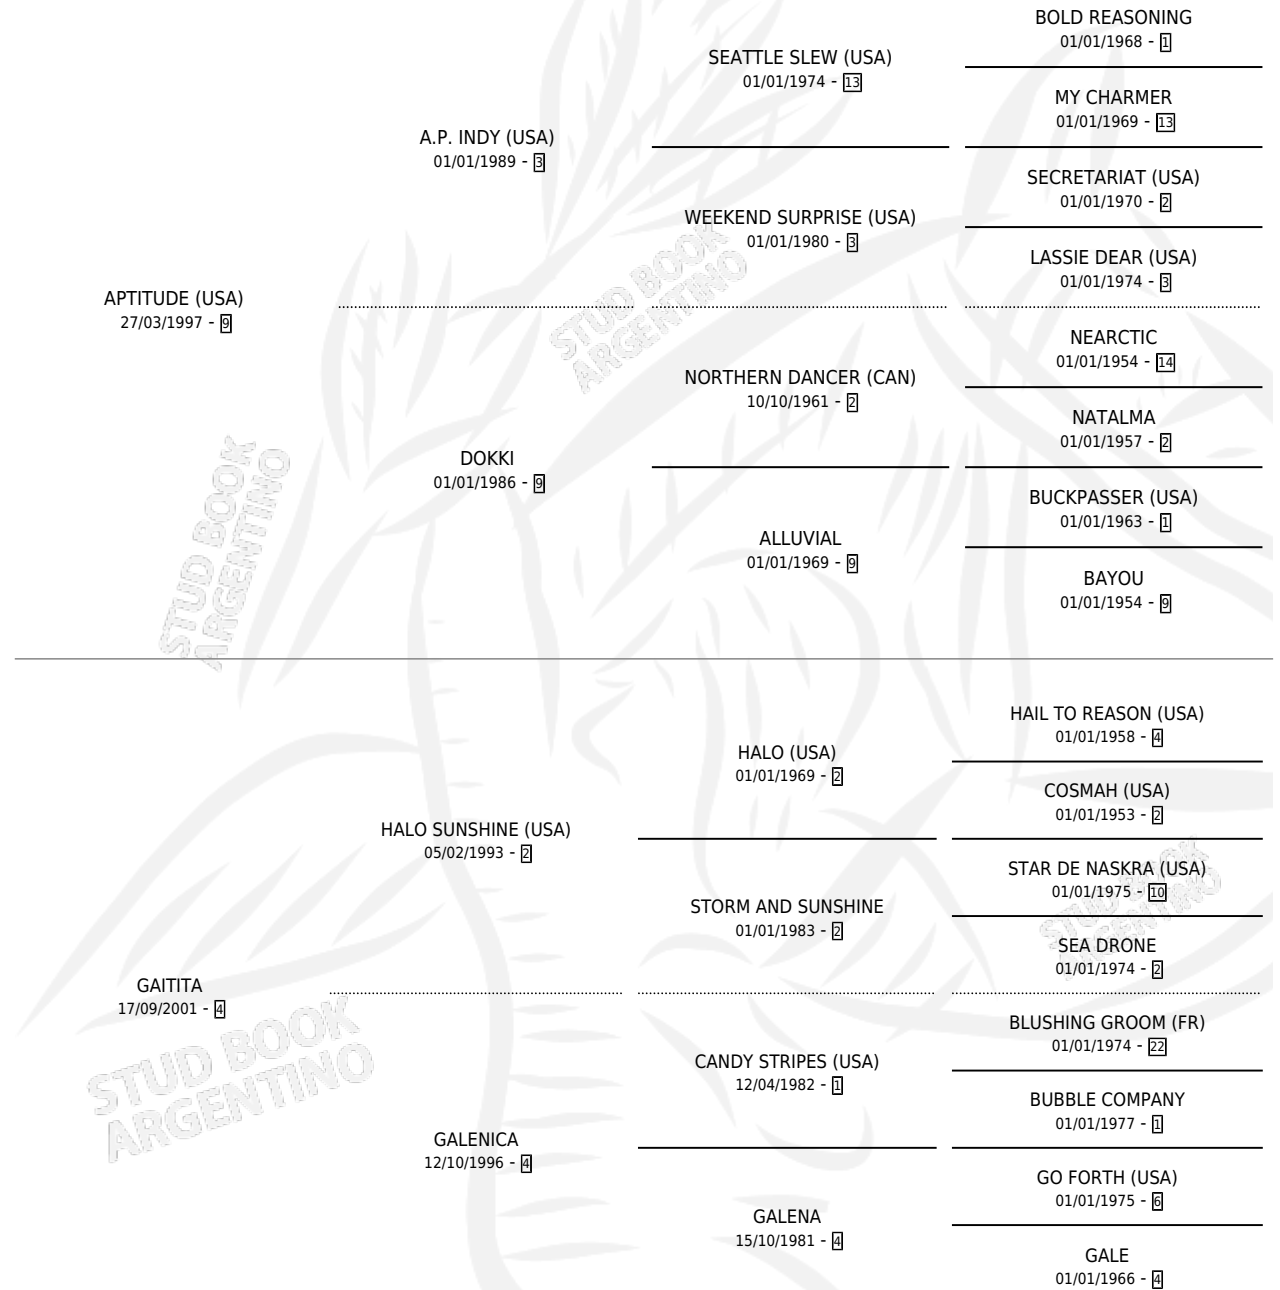 BOLD REASONING
01/01/1968 - 1
SEATTLE SLEW (USA)
01/01/1974 - 13
MY CHARMER
01/01/1969 - 13
A.P. INDY (USA)
01/01/1989 - 3
SECRETARIAT (USA)
01/01/1970 - 2
WEEKEND SURPRISE (USA)
01/01/1980 - 3
LASSIE DEAR (USA)
01/01/1974 - 3
STUD BOOK
ARGENTINO
APTITUDE (USA)
27/03/1997 - 9
NEARCTIC
01/01/1954 - 14
NORTHERN DANCER (CAN)
10/10/1961 - 2
NATALMA
01/01/1957 - 2
DOKKI
01/01/1986 - 9
BUCKPASSER (USA)
01/01/1963 - 1
ALLUVIAL
01/01/1969 - 9
BAYOU
01/01/1954 - 9
STUD BOOK
ARGENTINO
HAIL TO REASON (USA)
01/01/1958 - 4
HALO (USA)
01/01/1969 - 2
COSMAH (USA)
01/01/1953 - 2
HALO SUNSHINE (USA)
05/02/1993 - 2
STAR DE NASKRA (USA)
01/01/1975 - 10
STORM AND SUNSHINE
01/01/1983 - 2
SEA DRONE
01/01/1974 - 2
STUD BOOK
ARGENTINO
GAITITA
17/09/2001 - 4
BLUSHING GROOM (FR)
01/01/1974 - 22
CANDY STRIPES (USA)
12/04/1982 - 1
BUBBLE COMPANY
01/01/1977 - 1
STUD BOOK
ARGENTINO
GALENICA
12/10/1996 - 4
GO FORTH (USA)
01/01/1975 - 6
GALENA
15/10/1981 - 4
GALE
01/01/1966 - 4